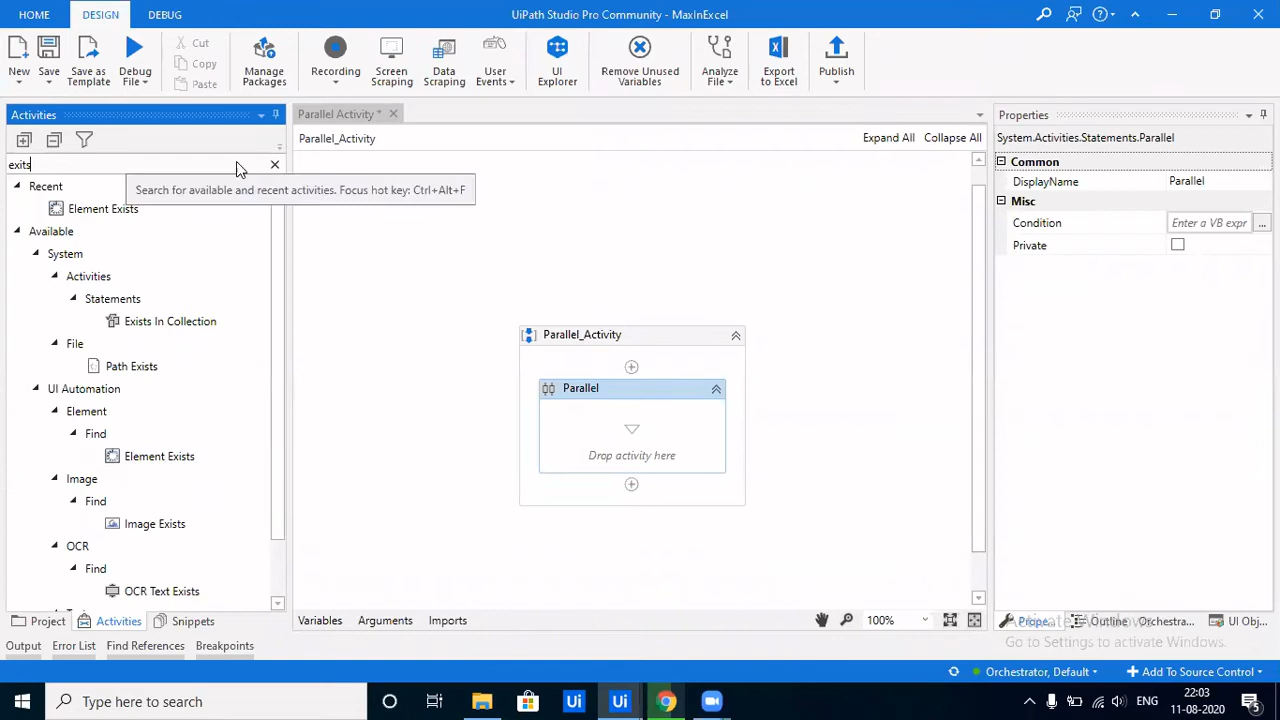 HOME DESIGN DEBUG UiPath Studio Pro Community - MaxInExcel
New Save Save as Template Debug File Cut Copy Paste Manage Packages Recording Screen Scraping Data Scraping User Events UI Explorer Remove Unused Variables Analyze File Export to Excel Publish
Activities
Parallel Activity *
Properties
Parallel_Activity Expand All Collapse All
System.Activities.Statements.Parallel
exits
Search for available and recent activities. Focus hot key: Ctrl+Alt+F
Recent
Element Exists
Available
System
Activities
Statements
Exists In Collection
File
Path Exists
UI Automation
Element
Find
Element Exists
Image
Find
Image Exists
OCR
Find
OCR Text Exists
Parallel_Activity
Parallel
Drop activity here
Common
DisplayName Parallel
Misc
Condition Enter a VB expr ...
Private
Project Activities Snippets
Variables Arguments Imports 100%
Prope... Outline Orchestra... UI Obj...
Activate Windows
Go to Settings to activate Windows.
Output Error List Find References Breakpoints
Orchestrator, Default Add To Source Control
Type here to search
Ui Ui
ENG
22:03
11-08-2020
5